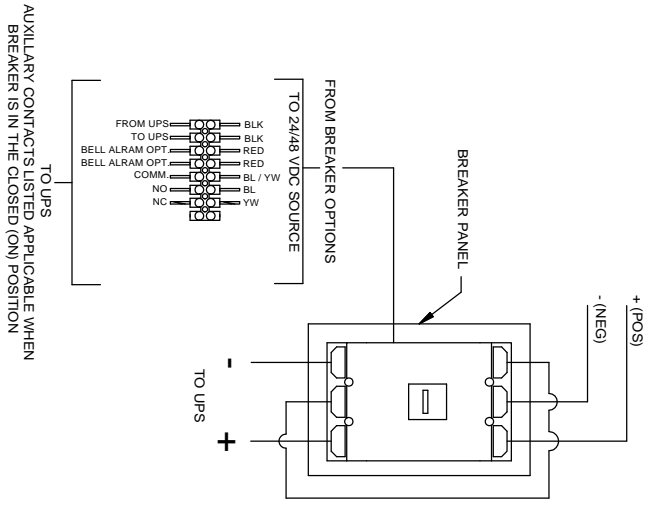 AUXILLARY CONTACTS LISTED APPLICABLE WHEN
BREAKER IS IN THE CLOSED (ON) POSITION
TO UPS
FROM UPS
TO UPS
BELL ALRAM OPT.
BELL ALRAM OPT.
COMM.
NO
NC
BLK
BLK
RED
RED
BL / YW
BL
YW
TO 24/48 VDC SOURCE
FROM BREAKER OPTIONS
BREAKER PANEL
- (NEG)
+ (POS)
-
TO UPS
+